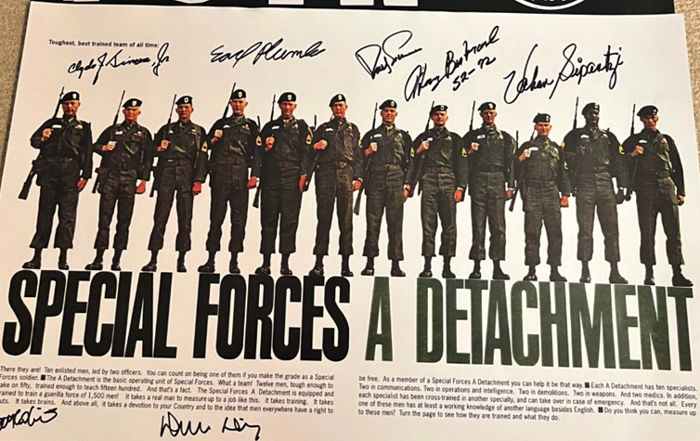 Toughest, best trained team of all time:
Clyde J. Sincere, Jr
Earl Plumlee
52-72
Vahan Sipantzi
SPECIAL FORCES A DETACHMENT
There they are! Ten enlisted men, led by two officers. You can count on being one of them if you make the grade as a Special
Forces soldier. ■ The A Detachment is the basic operating unit of Special Forces. What a team! Twelve men, tough enough to
take on fifty, trained enough to teach fifteen hundred. And that's a fact. The Special Forces A Detachment is equipped and
trained to train a guerilla force of 1,500 men! It takes a real man to measure up to a job like this. It takes training. It takes
guts. It takes brains. And above all, it takes a devotion to your Country and to the idea that men everywhere have a right to
be free. As a member of a Special Forces A Detachment you can help it be that way. ■ Each A Detachment has ten specialists.
Two in communications. Two in operations and intelligence. Two in demolitions. Two in weapons. And two medics. In addition,
each specialist has been cross-trained in another specialty, and can take over in case of emergency. And that's not all. Every
one of these men has at least a working knowledge of another language besides English. ■ Do you think you can measure up
to these men? Turn the page to see how they are trained and what they do.